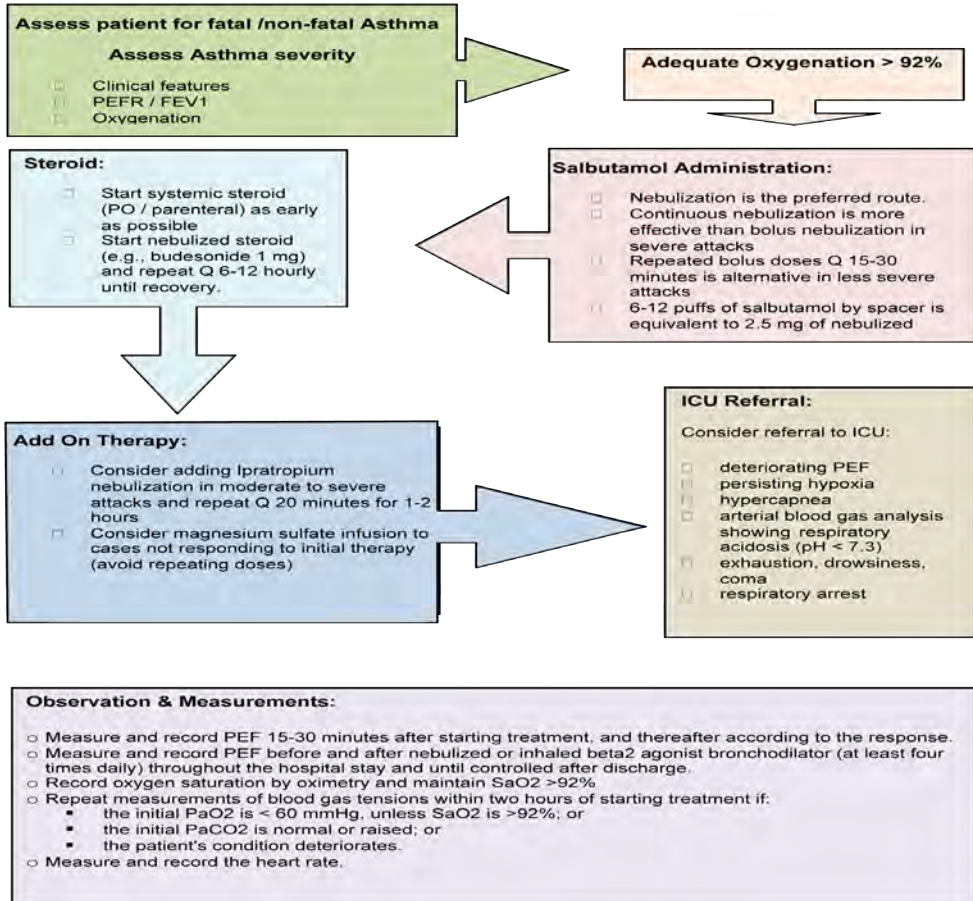 Assess patient for fatal /non-fatal Asthma
Assess Asthma severity
Clinical features
PEFR / FEV1
Oxygenation
Adequate Oxygenation > 92%
Salbutamol Administration:
Nebulization is the preferred route.
Continuous nebulization is more
effective than bolus nebulization in
severe attacks
Repeated bolus doses Q 15-30
minutes is alternative in less severe
attacks
6-12 puffs of salbutamol by spacer is
equivalent to 2.5 mg of nebulized
Steroid:
Start systemic steroid
(PO / parenteral) as early
as possible
Start nebulized steroid
(e.g., budesonide 1 mg)
and repeat Q 6-12 hourly
until recovery.
Add On Therapy:
Consider adding Ipratropium
nebulization in moderate to severe
attacks and repeat Q 20 minutes for 1-2
hours
Consider magnesium sulfate infusion to
cases not responding to initial therapy
(avoid repeating doses)
ICU Referral:
Consider referral to ICU:
deteriorating PEF
persisting hypoxia
hypercapnea
arterial blood gas analysis
showing respiratory
acidosis (pH < 7.3)
exhaustion, drowsiness,
coma
respiratory arrest
Observation & Measurements:
o Measure and record PEF 15-30 minutes after starting treatment, and thereafter according to the response.
o Measure and record PEF before and after nebulized or inhaled beta2 agonist bronchodilator (at least four
times daily) throughout the hospital stay and until controlled after discharge.
o Record oxygen saturation by oximetry and maintain SaO2 >92%
o Repeat measurements of blood gas tensions within two hours of starting treatment if:
▪ the initial PaO2 is < 60 mmHg, unless SaO2 is >92%; or
▪ the initial PaCO2 is normal or raised; or
▪ the patient's condition deteriorates.
o Measure and record the heart rate.